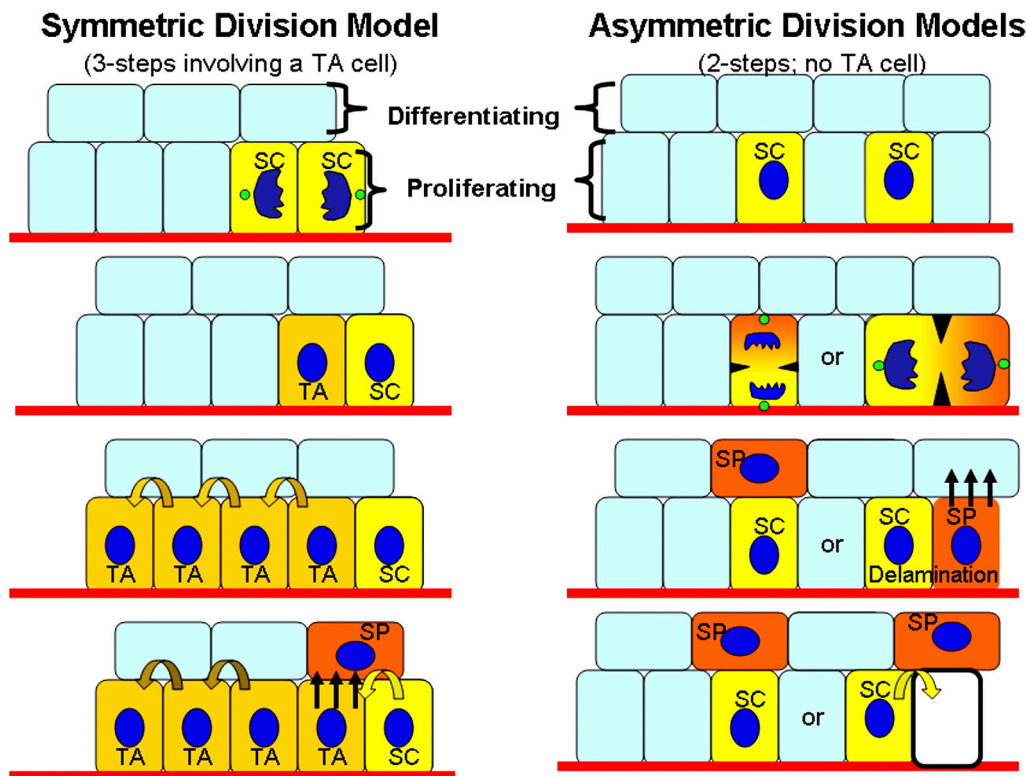 Symmetric Division Model
(3-steps involving a TA cell)
Asymmetric Division Models
(2-steps; no TA cell)
Differentiating
Proliferating
SC SC
SC SC
TA SC
or
TA TA TA TA SC
SP
SP
SC or SC
Delamination
SP
TA TA TA TA SC
SP SP
SC or SC